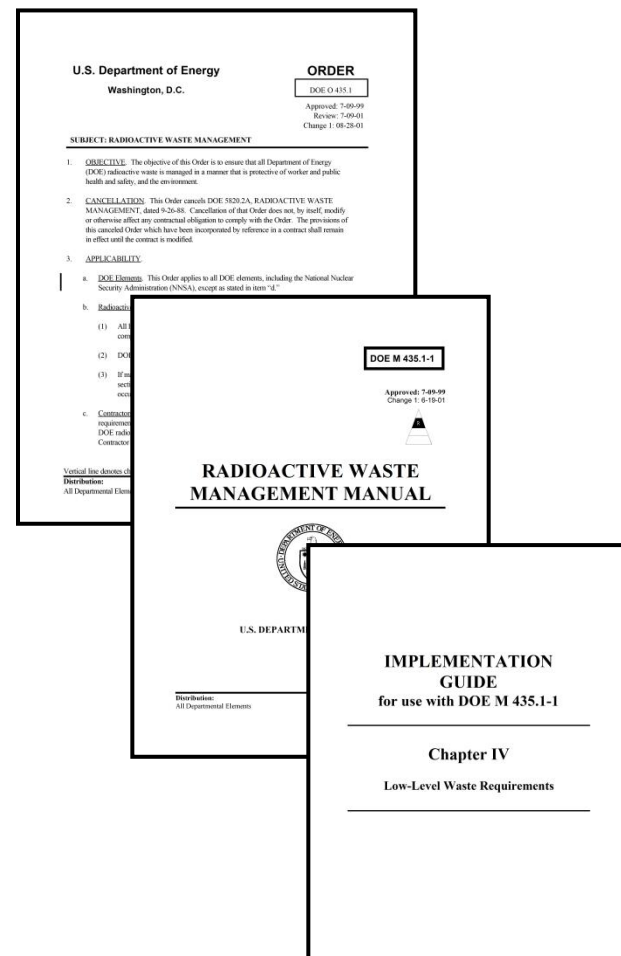 U.S. Department of Energy
Washington, D.C.
ORDER
DOE O 435.1
Approved: 7-09-99
Review: 7-09-01
Change 1: 08-28-01
SUBJECT: RADIOACTIVE WASTE MANAGEMENT
1. OBJECTIVE. The objective of this Order is to ensure that all Department of Energy
(DOE) radioactive waste is managed in a manner that is protective of worker and public
health and safety, and the environment.
2. CANCELLATION. This Order cancels DOE 5820.2A, RADIOACTIVE WASTE
MANAGEMENT, dated 9-26-88. Cancellation of that Order does not, by itself, modify
or otherwise affect any contractual obligation to comply with the Order. The provisions of
this canceled Order which have been incorporated by reference in a contract shall remain
in effect until the contract is modified.
3. APPLICABILITY.
a. DOE Elements. This Order applies to all DOE elements, including the National Nuclear
Security Administration (NNSA), except as stated in item “d.”
b.
(1) All
(2)
(3) If
c. Contractor
requirement
DOE
Contractor
Vertical line denotes
Distribution:
All Departmental
DOE M 435.1-1
Approved: 7-09-99
Change 1: 6-19-01
R
RADIOACTIVE WASTE
MANAGEMENT MANUAL
U.S.
Distribution:
All Departmental Elements
IMPLEMENTATION
GUIDE
for use with DOE M 435.1-1
Chapter IV
Low-Level Waste Requirements